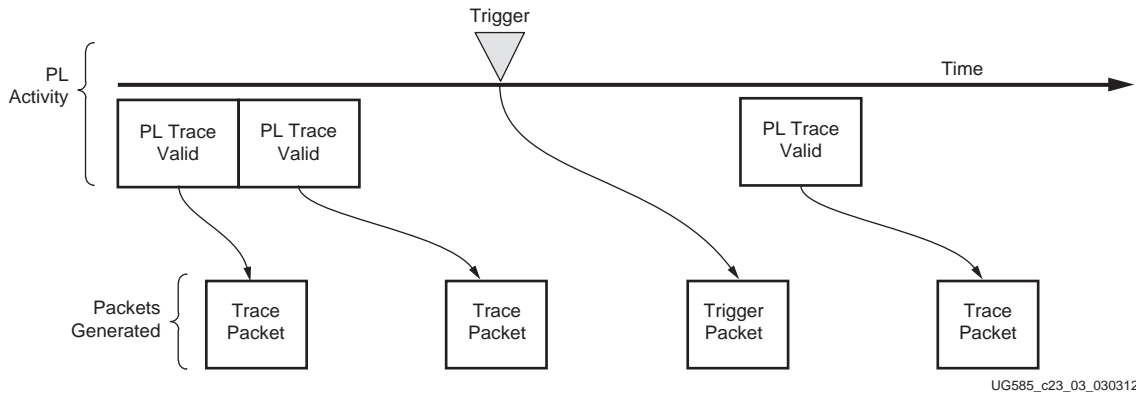 Trigger
PL
Activity
Time
PL Trace
Valid
PL Trace
Valid
PL Trace
Valid
Packets
Generated
Trace
Packet
Trace
Packet
Trigger
Packet
Trace
Packet
UG585_c23_03_030312